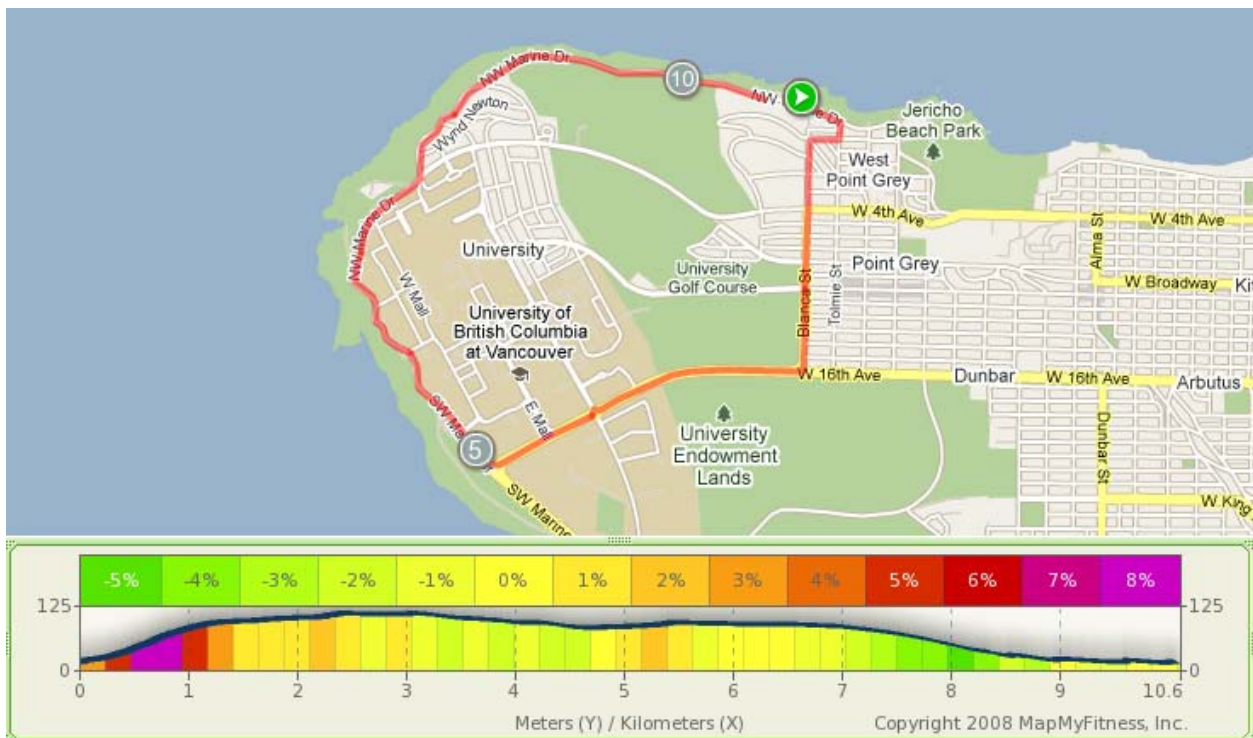 NW Marine Dr
10
NW
e Dr
Wynd Newton
Jericho
Beach Park
West
Point Grey
W 4th Ave
W 4th Ave
NW Marine Dr
University
Alma St
University
Golf Course
Blanca St
Tolmie St
Point Grey
W Broadway
Kit
W Mall
University of
British Columbia
at Vancouver
W 16th Ave
Dunbar
W 16th Ave
Arbutus
E Mall
SW Ma
5
University
Endowment
Lands
SW Marine
Dunbar St
W King
-5% -4% -3% -2% -1% 0% 1% 2% 3% 4% 5% 6% 7% 8%
125 125
0 0
0 1 2 3 4 5 6 7 8 9 10.6
Meters (Y) / Kilometers (X) Copyright 2008 MapMyFitness, Inc.